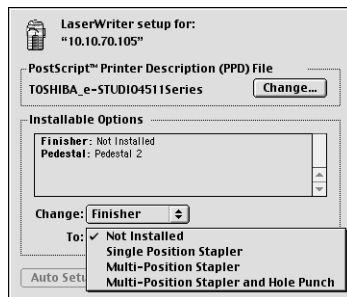 LaserWriter setup for:
“10.10.70.105”
PostScript™ Printer Description (PPD) File
TOSHIBA_e-STUDIO4511Series
Change...
Installable Options
Finisher: Not Installed
Pedestal: Pedestal 2
Change: Finisher
To: ✓ Not Installed
Single Position Stapler
Multi-Position Stapler
Multi-Position Stapler and Hole Punch
Auto Setu